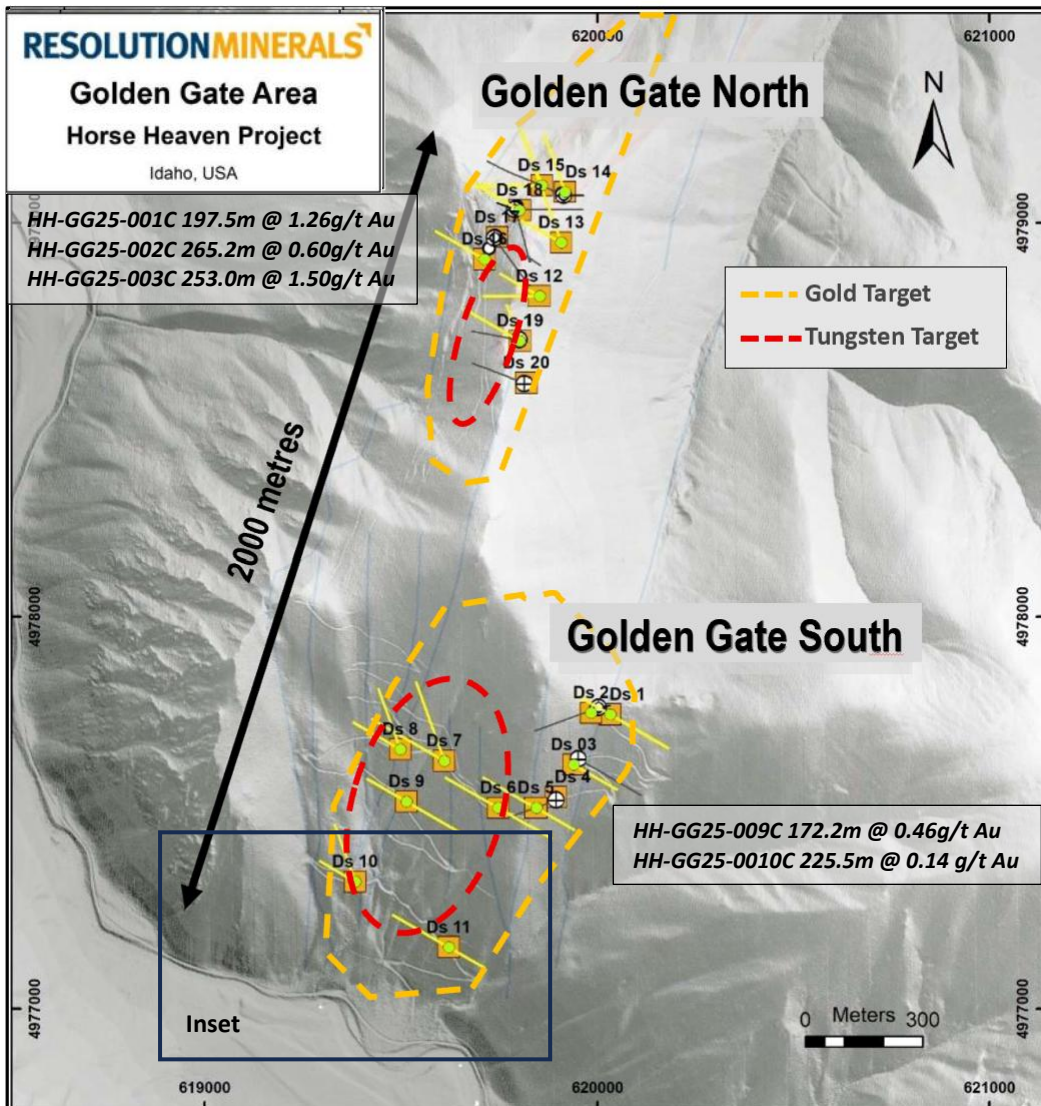 RESOLUTIONMINERALS
Golden Gate Area
Horse Heaven Project
Idaho, USA
620000
621000
Golden Gate North
N
HH-GG25-001C 197.5m @ 1.26g/t Au
HH-GG25-002C 265.2m @ 0.60g/t Au
HH-GG25-003C 253.0m @ 1.50g/t Au
4979000
4979000
Ds 15
Ds 14
Ds 18
Ds 17
Ds 13
Ds 12
Ds 19
Ds 20
Gold Target
Tungsten Target
2000 metres
4978000
4978000
Golden Gate South
Ds 2
Ds 1
Ds 03
Ds 4
Ds 8
Ds 7
Ds 9
Ds 6
Ds 5
Ds 10
Ds 11
HH-GG25-009C 172.2m @ 0.46g/t Au
HH-GG25-0010C 225.5m @ 0.14 g/t Au
4977000
4977000
Inset
0 Meters 300
619000
620000
621000